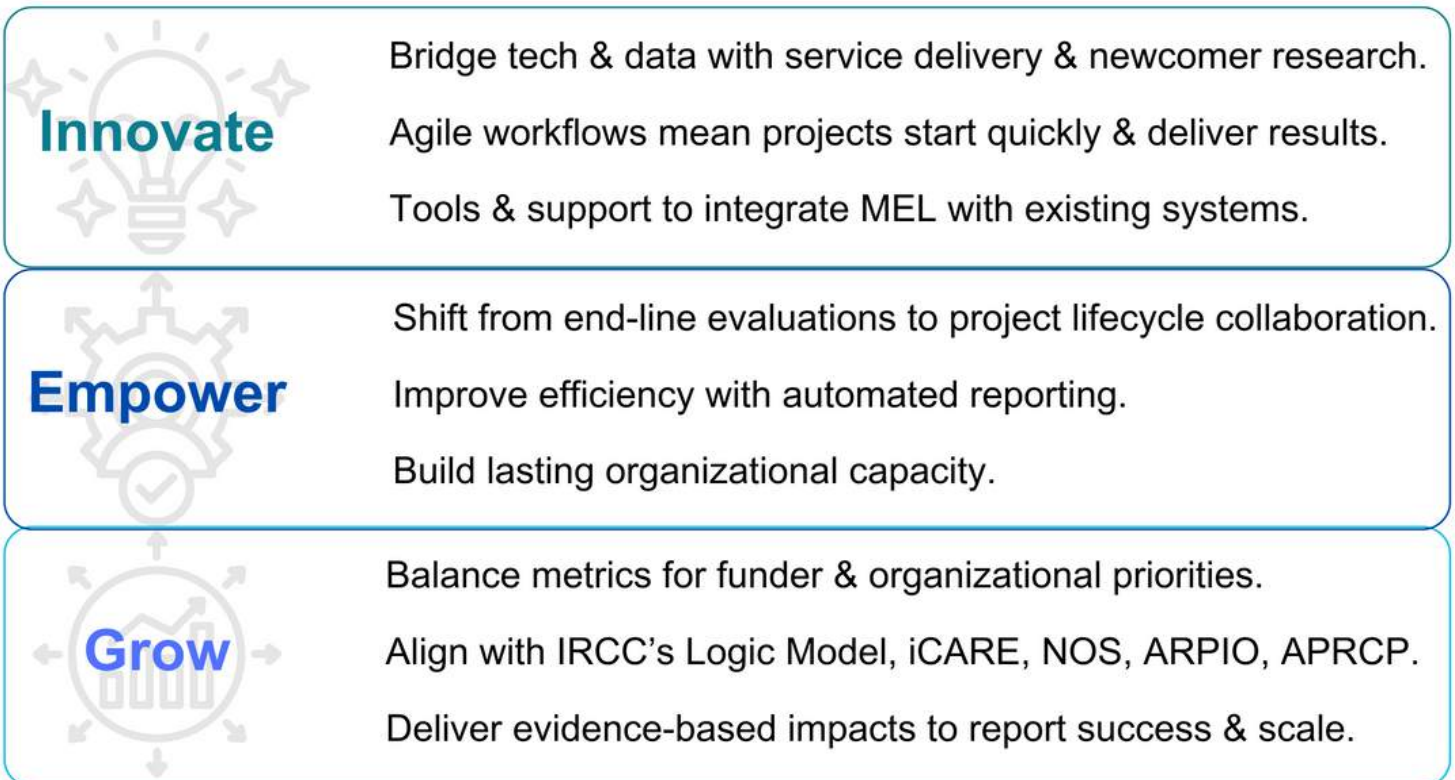 Innovate
Bridge tech & data with service delivery & newcomer research.
Agile workflows mean projects start quickly & deliver results.
Tools & support to integrate MEL with existing systems.
Empower
Shift from end-line evaluations to project lifecycle collaboration.
Improve efficiency with automated reporting.
Build lasting organizational capacity.
Grow
Balance metrics for funder & organizational priorities.
Align with IRCC's Logic Model, iCARE, NOS, ARPIO, APRCP.
Deliver evidence-based impacts to report success & scale.